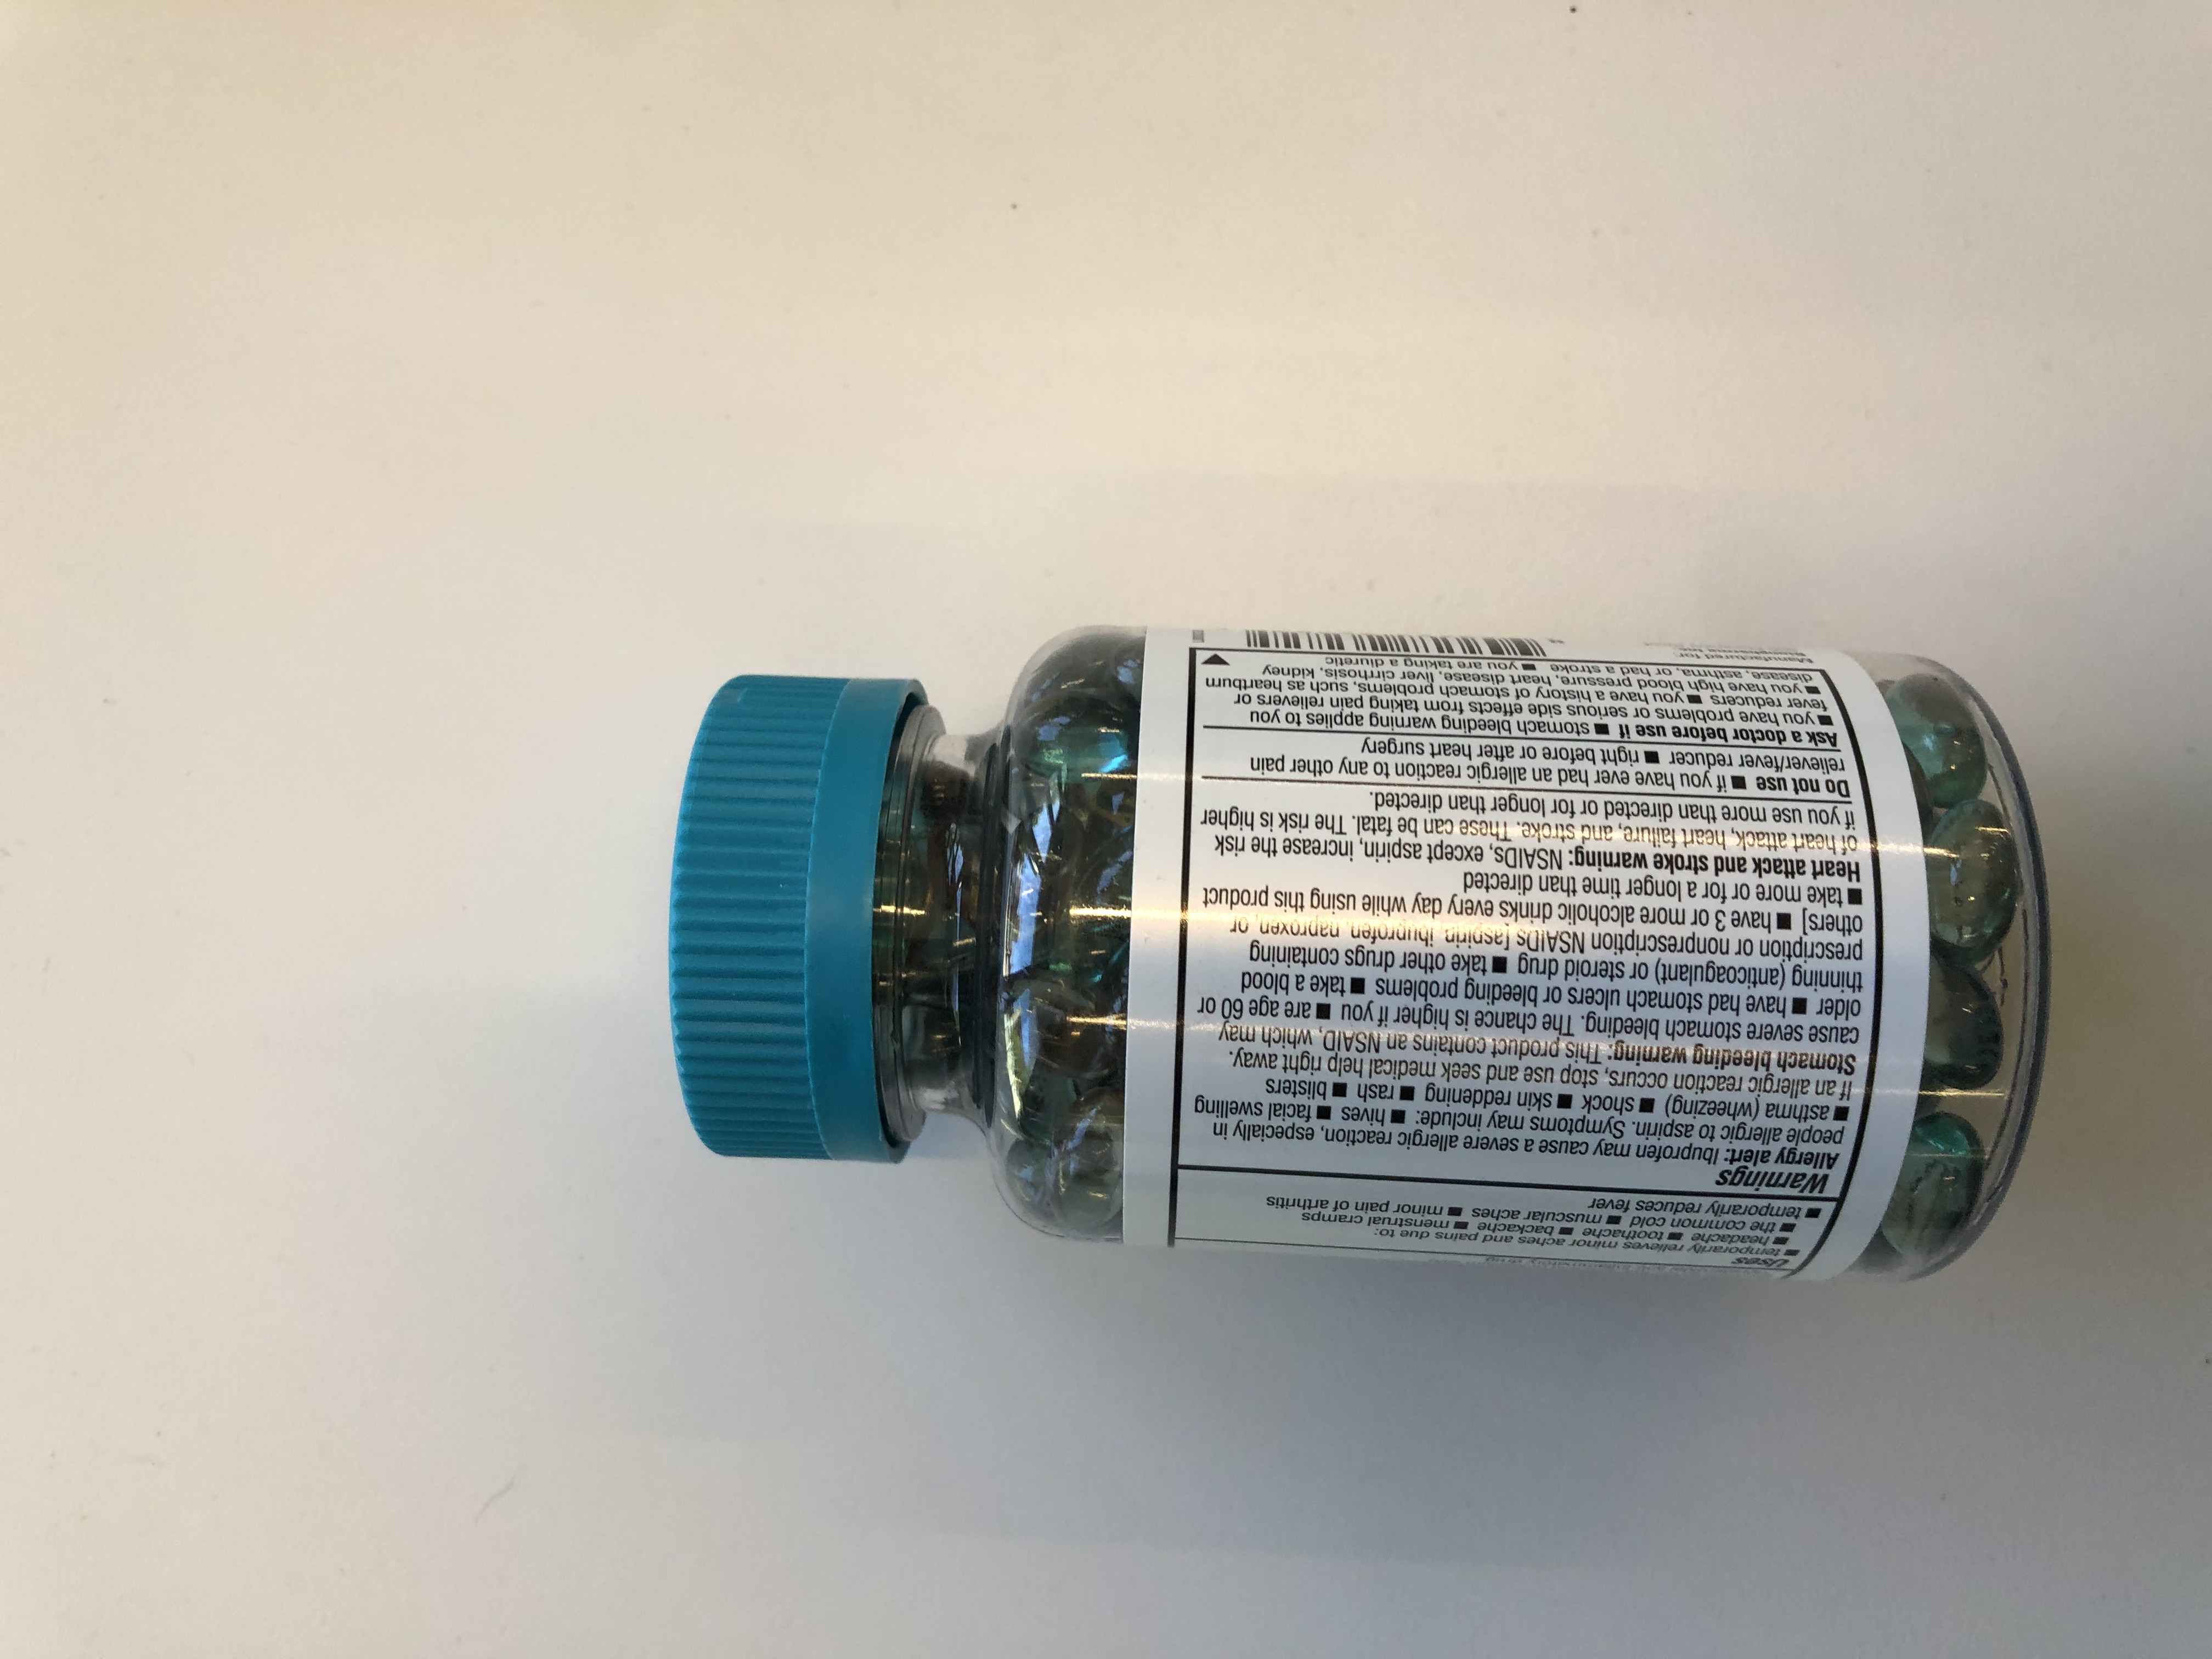 Uses
■ temporarily relieves minor aches and pains due to:
■ headache ■ toothache ■ backache ■ menstrual cramps
■ the common cold ■ muscular aches ■ minor pain of arthritis
■ temporarily reduces fever
Warnings
Allergy alert: Ibuprofen may cause a severe allergic reaction, especially in
people allergic to aspirin. Symptoms may include: ■ hives ■ facial swelling
■ asthma (wheezing) ■ shock ■ skin reddening ■ rash ■ blisters
If an allergic reaction occurs, stop use and seek medical help right away.
Stomach bleeding warning: This product contains an NSAID, which may
cause severe stomach bleeding. The chance is higher if you ■ are age 60 or
older ■ have had stomach ulcers or bleeding problems ■ take a blood
thinning (anticoagulant) or steroid drug ■ take other drugs containing
prescription or nonprescription NSAIDs [aspirin, ibuprofen, naproxen, or
others] ■ have 3 or more alcoholic drinks every day while using this product
■ take more or for a longer time than directed
Heart attack and stroke warning: NSAIDs, except aspirin, increase the risk
of heart attack, heart failure, and stroke. These can be fatal. The risk is higher
if you use more than directed or for longer than directed.
Do not use ■ if you have ever had an allergic reaction to any other pain
reliever/fever reducer ■ right before or after heart surgery
Ask a doctor before use if ■ stomach bleeding warning applies to you
■ you have problems or serious side effects from taking pain relievers or
fever reducers ■ you have a history of stomach problems, such as heartburn
■ you have high blood pressure, heart disease, liver cirrhosis, kidney
disease, asthma, or had a stroke ■ you are taking a diuretic
Manufactured for: